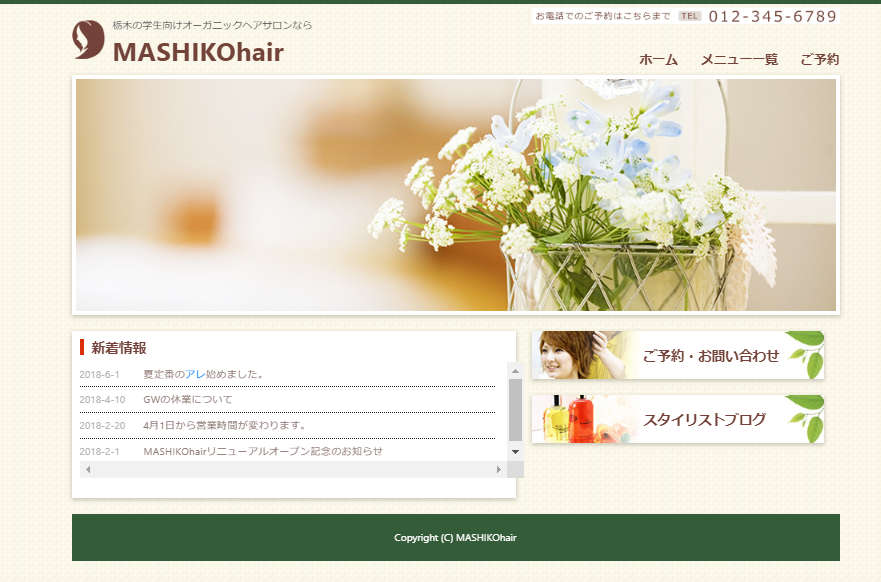 栃木の学生向けオーガニックヘアサロンなら
MASHIKOhair
お電話でのご予約はこちらまで TEL 012-345-6789
ホーム メニュー一覧 ご予約
新着情報
2018-6-1 夏定番のアレ始めました。
2018-4-10 GWの休業について
2018-2-20 4月1日から営業時間が変わります。
2018-2-1 MASHIKOhairリニューアルオープン記念のお知らせ
ご予約・お問い合わせ
スタイリストブログ
Copyright (C) MASHIKOhair